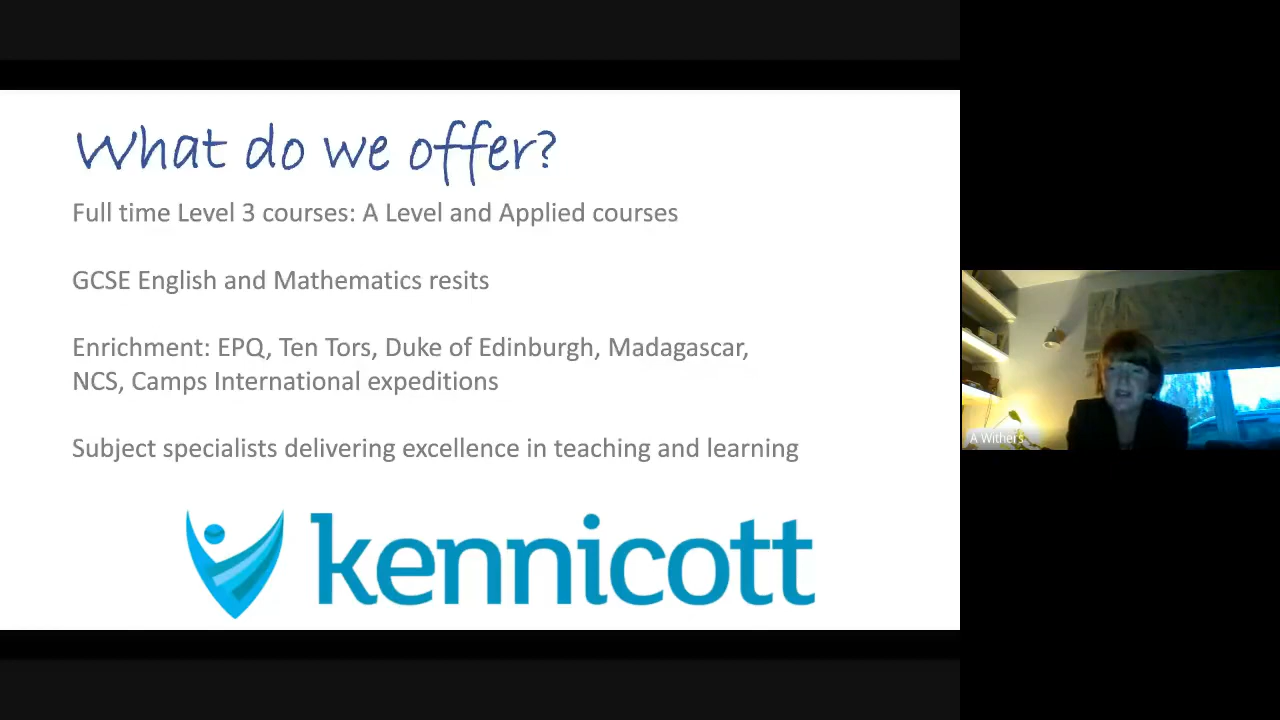 What do we offer?
Full time Level 3 courses: A Level and Applied courses
GCSE English and Mathematics resits
Enrichment: EPQ, Ten Tors, Duke of Edinburgh, Madagascar,
NCS, Camps International expeditions
Subject specialists delivering excellence in teaching and learning
kennicott
A Withers